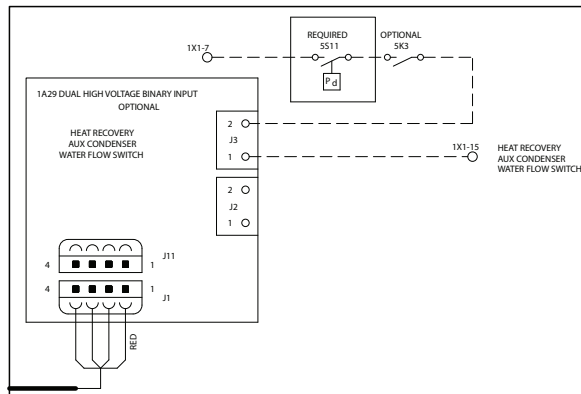 REQUIRED
5S11
OPTIONAL
5K3
1X1-7
P d
1A29 DUAL HIGH VOLTAGE BINARY INPUT
OPTIONAL
HEAT RECOVERY
AUX CONDENSER
WATER FLOW SWITCH
2
J3
1
1X1-15
HEAT RECOVERY
AUX CONDENSER
WATER FLOW SWITCH
2
J2
1
J11
4
1
4
1
J1
RED